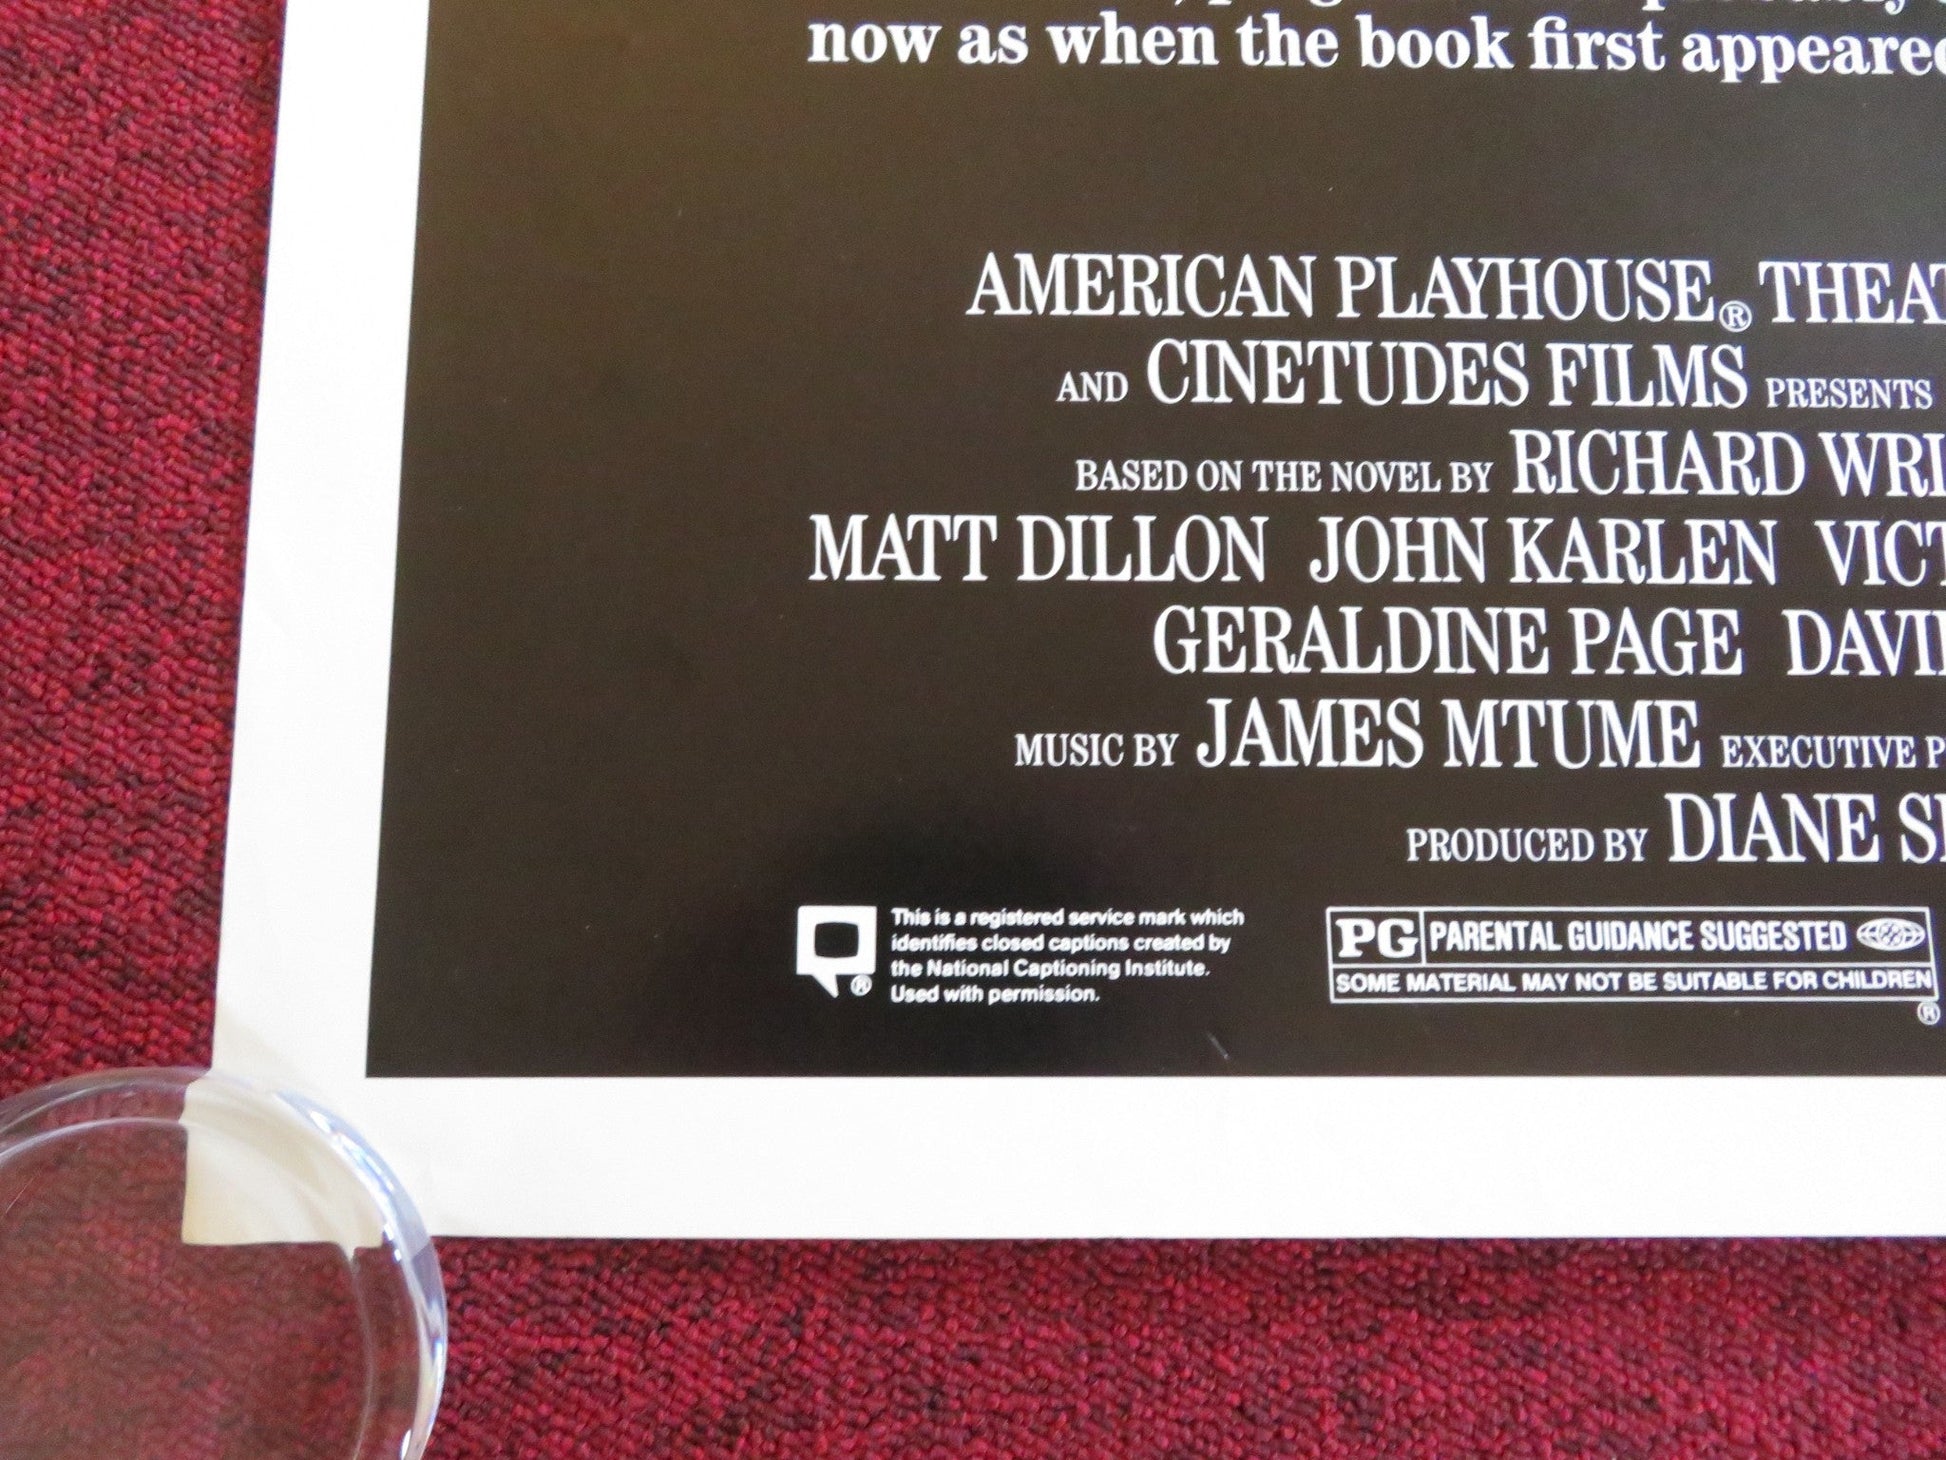 now as when the book first appeared
AMERICAN PLAYHOUSE® THEAT
AND CINETUDES FILMS PRESENTS
BASED ON THE NOVEL BY RICHARD WRI
MATT DILLON JOHN KARLEN VICT
GERALDINE PAGE DAVI
MUSIC BY JAMES MTUME EXECUTIVE P
PRODUCED BY DIANE S
This is a registered service mark which
identifies closed captions created by
the National Captioning Institute.
® Used with permission.
PG PARENTAL GUIDANCE SUGGESTED
SOME MATERIAL MAY NOT BE SUITABLE FOR CHILDREN
®